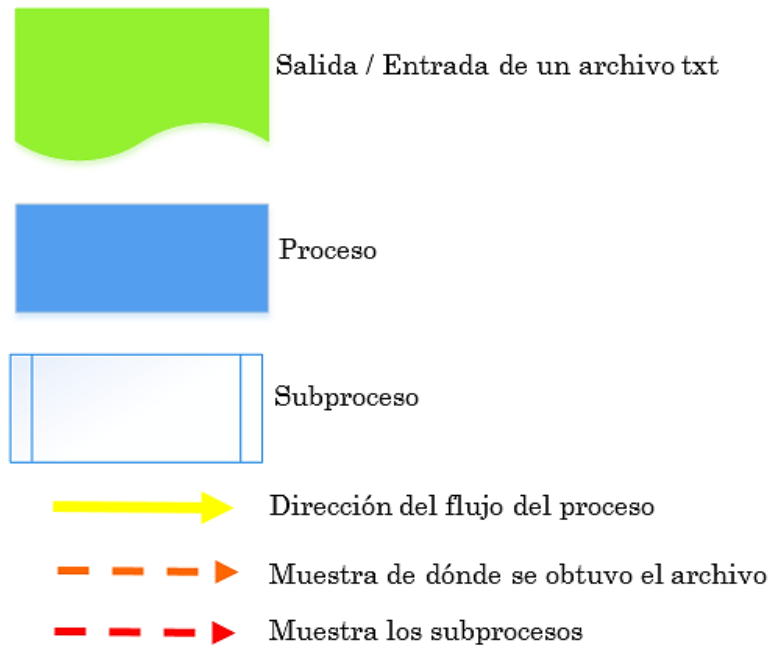 Salida / Entrada de un archivo txt
Proceso
Subproceso
Dirección del flujo del proceso
Muestra de dónde se obtuvo el archivo
Muestra los subprocesos